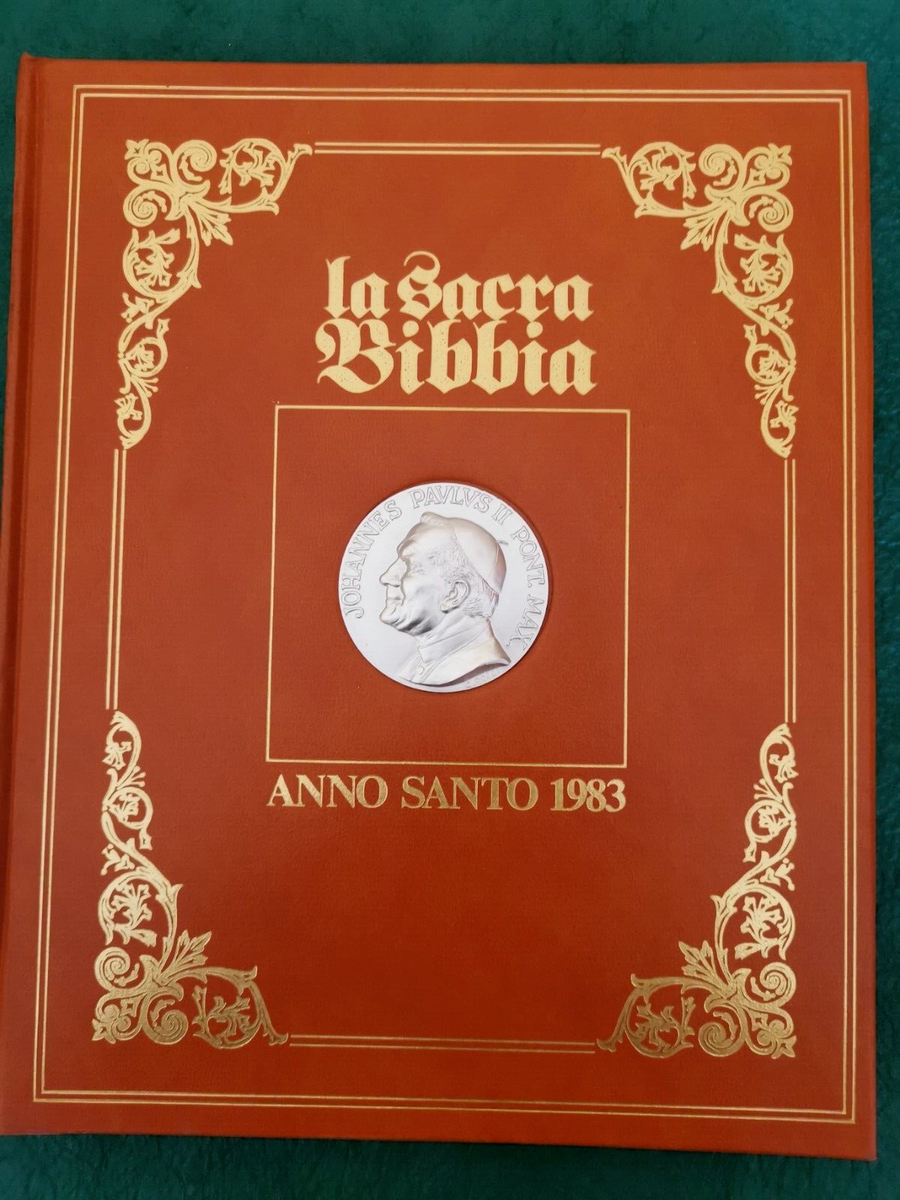 la Sacra
Bibbia
JOHANNES PAVLVS II PONT. MAX.
ANNO SANTO 1983